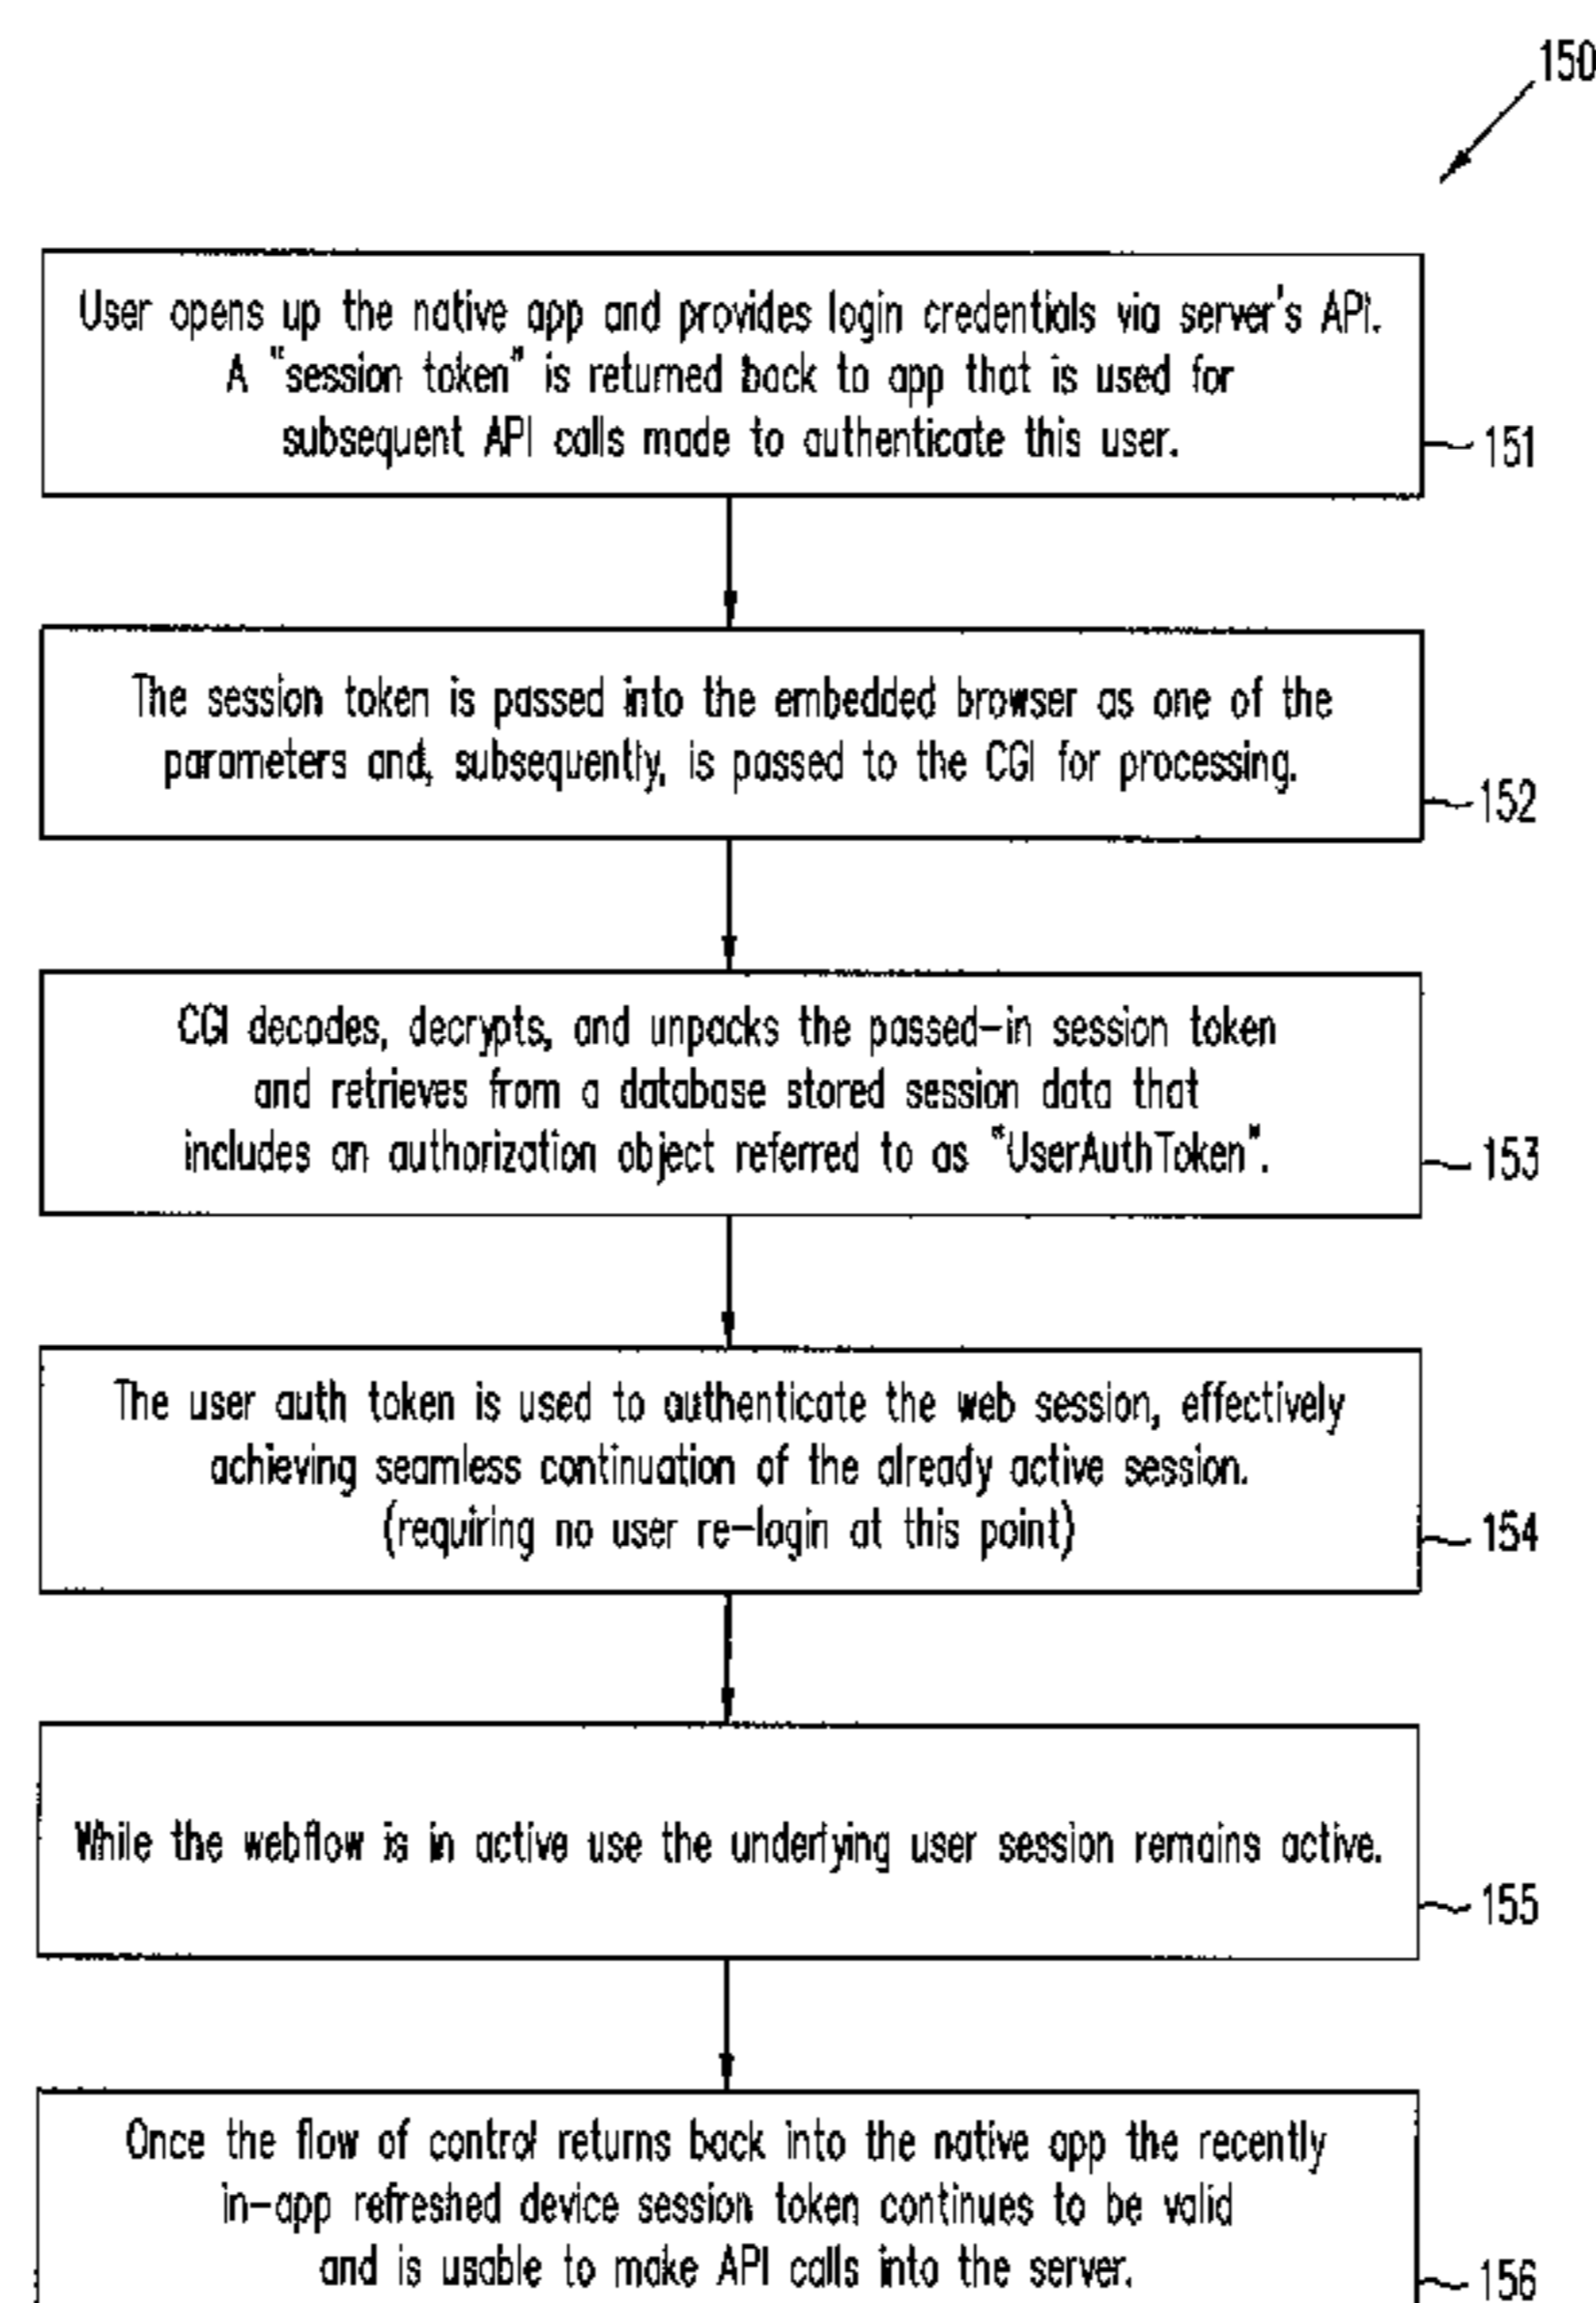 150
User opens up the native app and provides login credentials via server's API.
A "session token" is returned back to app that is used for
subsequent API calls made to authenticate this user.
151
The session token is passed into the embedded browser as one of the
parameters and, subsequently, is passed to the CGI for processing.
152
CGI decodes, decrypts, and unpacks the passed-in session token
and retrieves from a database stored session data that
includes an authorization object referred to as "UserAuthToken".
153
The user auth token is used to authenticate the web session, effectively
achieving seamless continuation of the already active session.
(requiring no user re-login at this point)
154
While the webflow is in active use the underlying user session remains active.
155
Once the flow of control returns back into the native app the recently
in-app refreshed device session token continues to be valid
and is usable to make API calls into the server.
156